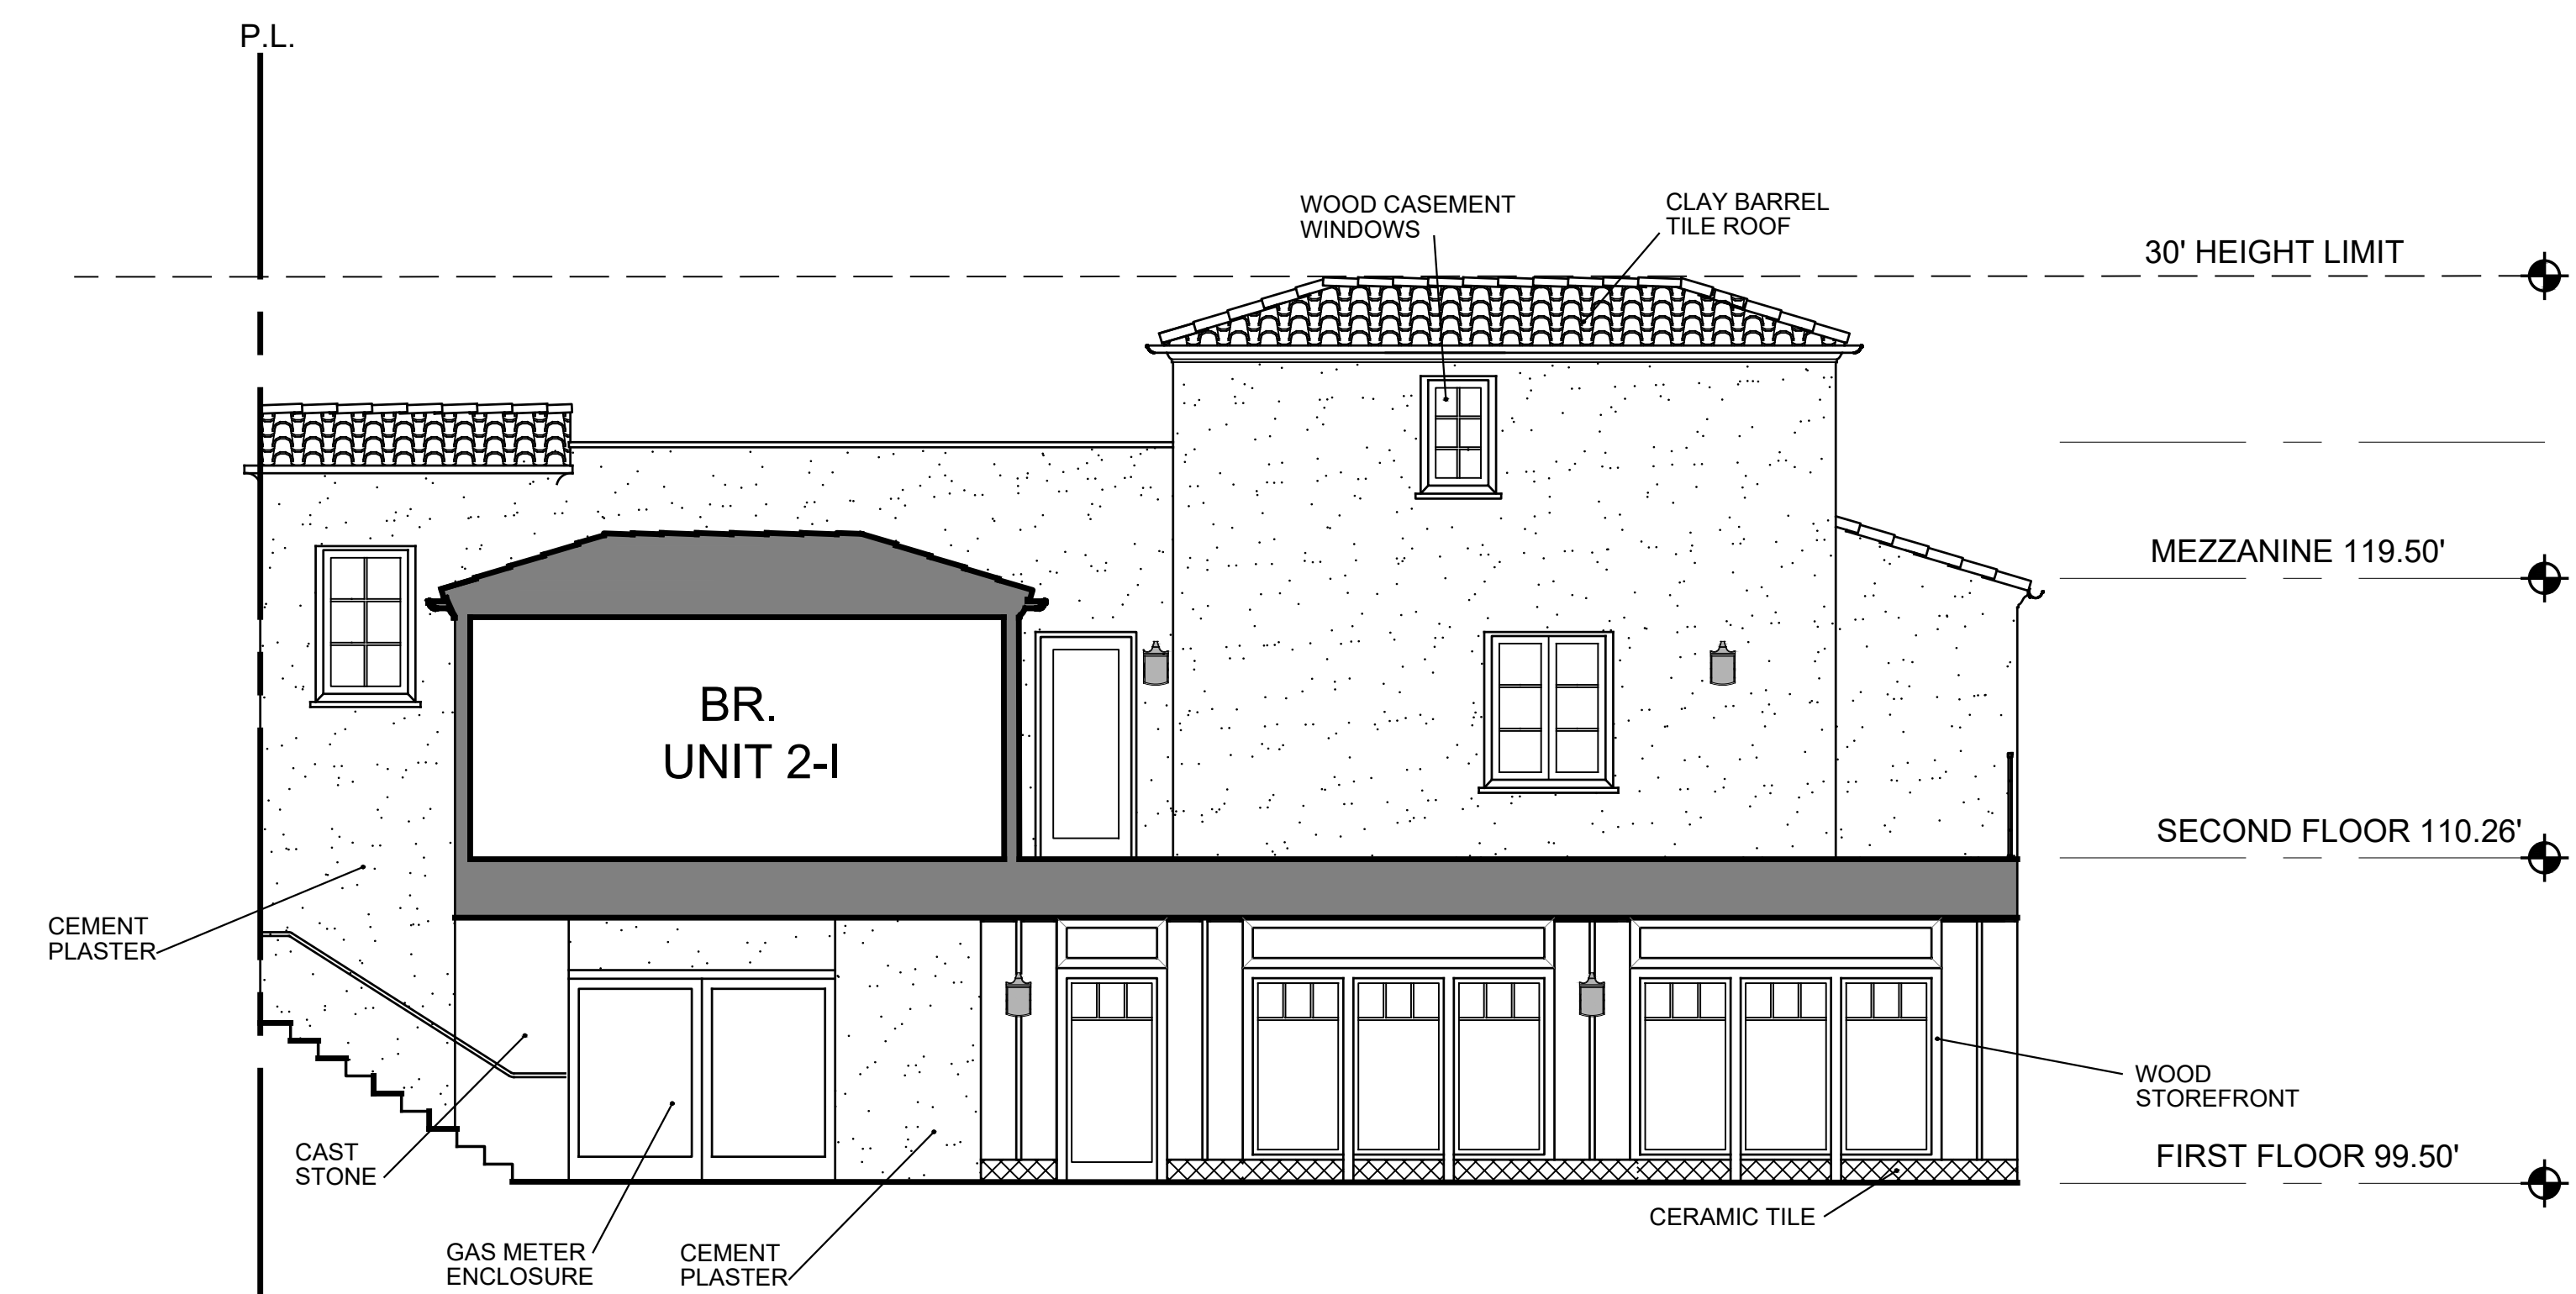 P.L.
WOOD CASEMENT
WINDOWS
CLAY BARREL
TILE ROOF
30' HEIGHT LIMIT
MEZZANINE 119.50'
BR.
UNIT 2-I
SECOND FLOOR 110.26'
CEMENT
PLASTER
WOOD
STOREFRONT
CAST
STONE
FIRST FLOOR 99.50'
CERAMIC TILE
GAS METER
ENCLOSURE
CEMENT
PLASTER